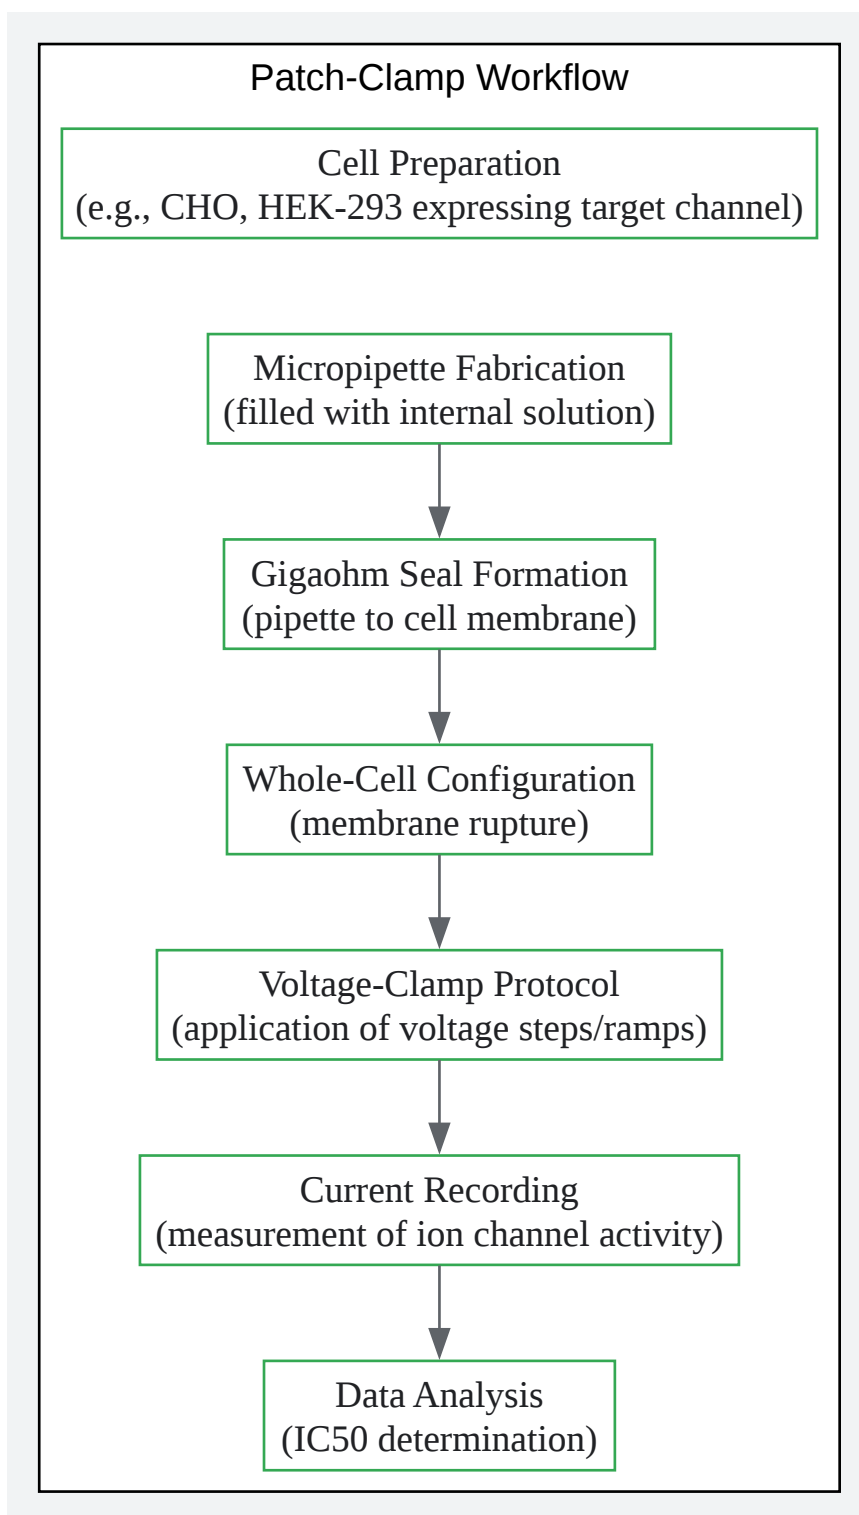 Patch-Clamp Workflow
Cell Preparation
(e.g., CHO, HEK-293 expressing target channel)
Micropipette Fabrication
(filled with internal solution)
Gigaohm Seal Formation
(pipette to cell membrane)
Whole-Cell Configuration
(membrane rupture)
Voltage-Clamp Protocol
(application of voltage steps/ramps)
Current Recording
(measurement of ion channel activity)
Data Analysis
(IC50 determination)